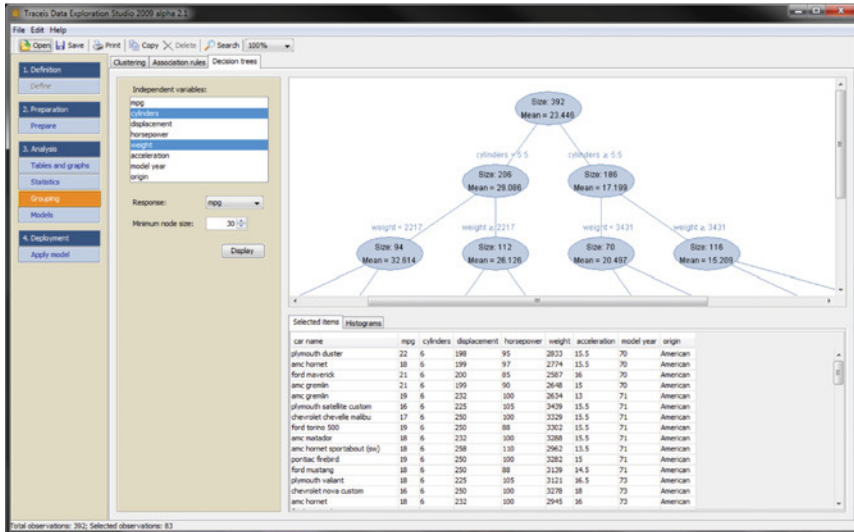 Traceis Data Exploration Studio 2009 alpha 2.1
File Edit Help
Open Save Print Copy Delete Search 100%
1. Definition
Define
2. Preparation
Prepare
3. Analysis
Tables and graphs
Statistics
Grouping
Models
4. Deployment
Apply model
Clustering Association rules Decision trees
Independent variables:
mpg
cylinders
displacement
horsepower
weight
acceleration
model year
origin
Response: mpg
Minimum node size: 30
Display
Size: 392
Mean = 23.446
cylinders < 5.5 cylinders ≥ 5.5
Size: 206 Size: 186
Mean = 29.086 Mean = 17.199
weight < 2217 weight ≥ 2217 weight < 3431 weight ≥ 3431
Size: 94 Size: 112 Size: 70 Size: 116
Mean = 32.614 Mean = 26.126 Mean = 20.497 Mean = 15.209
Selected items Histograms
car name mpg cylinders displacement horsepower weight acceleration model year origin
plymouth duster 22 6 198 95 2833 15.5 70 American
amc hornet 18 6 199 97 2774 15.5 70 American
ford maverick 21 6 200 85 2587 16 70 American
amc gremlin 21 6 199 90 2648 15 70 American
amc gremlin 19 6 232 100 2634 13 71 American
plymouth satellite custom 16 6 225 105 3439 15.5 71 American
chevrolet chevelle malibu 17 6 250 100 3329 15.5 71 American
ford torino 500 19 6 250 88 3302 15.5 71 American
amc matador 18 6 232 100 3288 15.5 71 American
amc hornet sportabout (sw) 18 6 258 110 2962 13.5 71 American
pontiac firebird 19 6 250 100 3282 15 71 American
ford mustang 18 6 250 88 3139 14.5 71 American
plymouth valiant 18 6 225 105 3121 16.5 73 American
chevrolet nova custom 16 6 250 100 3278 18 73 American
amc hornet 18 6 232 100 2945 16 73 American
Total observations: 392; Selected observations: 83